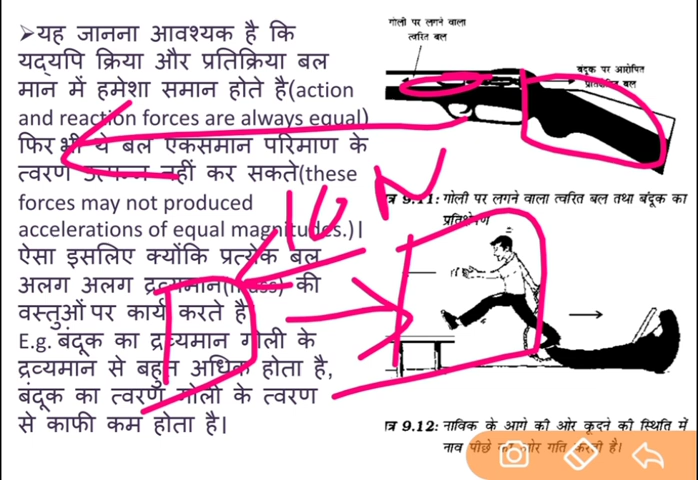 ➤यह जानना आवश्यक है कि
यद्यपि क्रिया और प्रतिक्रिया बल
मान में हमेशा समान होते है(action
and reaction forces are always equal)
फिर भी ये बल एकसमान परिमाण के
त्वरण उत्पन्न नहीं कर सकते(these
forces may not produced
accelerations of equal magnitudes.)|
ऐसा इसलिए क्योंकि प्रत्येक बल
अलग अलग द्रव्यमान(mass) की
वस्तुओं पर कार्य करते है
E.g. बंदूक का द्रव्यमान गोली के
द्रव्यमान से बहुत अधिक होता है,
बंदूक का त्वरण गोली के त्वरण
से काफी कम होता है।
गोली पर लगने वाला
त्वरित बल
बंदूक पर आरोपित
प्रतिक्षेपित बल
त्र 9.11: गोली पर लगने वाला त्वरित बल तथा बंदूक का
प्रतिक्षेपण
10 N
त्र 9.12: नाविक के आगे की ओर कूदने की स्थिति में
नाव पीछे की ओर गति करती है।